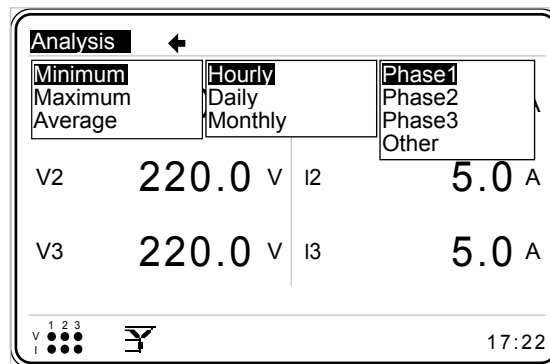 Analysis
Minimum
Maximum
Average
Hourly
Daily
Monthly
Phase1
Phase2
Phase3
Other
V2 220.0 V I2 5.0 A
V3 220.0 V I3 5.0 A
1 2 3
V
I
17:22